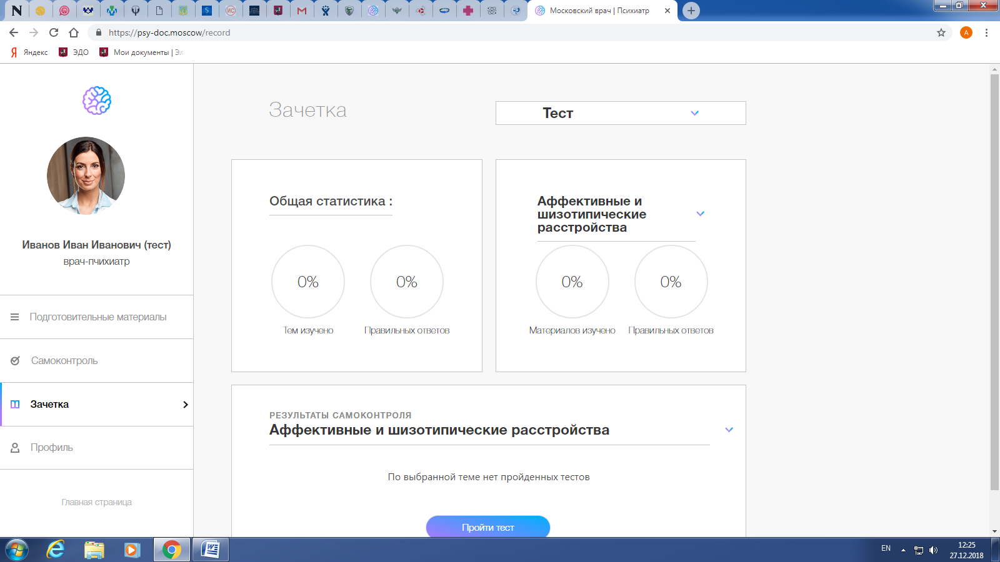 Московский врач | Психиатр
https://psy-doc.moscow/record
А
Яндекс
ЭДО
Мои документы | Эл
Иванов Иван Иванович (тест)
врач-пчихиатр
Подготовительные материалы
Самоконтроль
Зачетка
Профиль
Главная страница
Зачетка
Тест
Общая статистика :
0%
0%
Тем изучено
Правильных ответов
Аффективные и
шизотипические
расстройства
0%
0%
Материалов изучено
Правильных ответов
РЕЗУЛЬТАТЫ САМОКОНТРОЛЯ
Аффективные и шизотипические расстройства
По выбранной теме нет пройденных тестов
Пройти тест
EN
12:25
27.12.2018